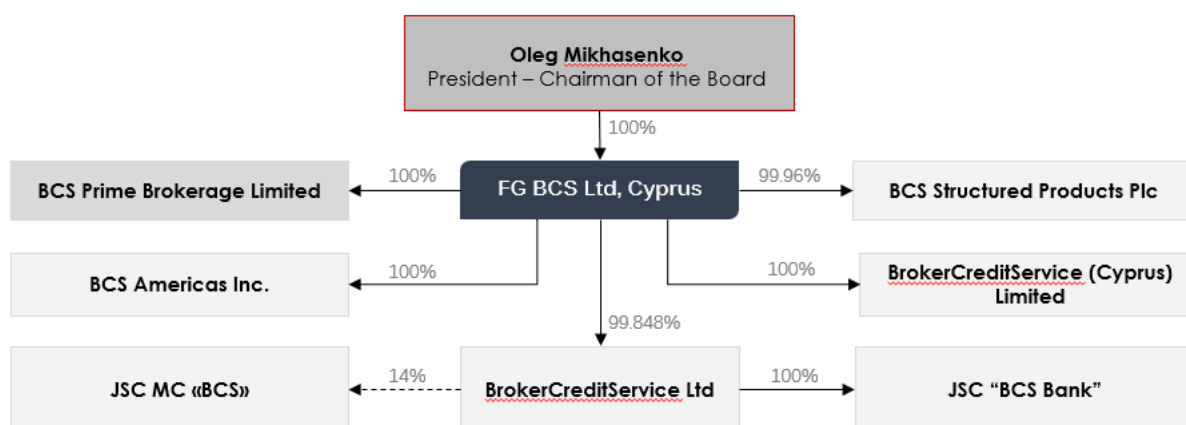 Oleg Mikhasenko
President – Chairman of the Board
100%
BCS Prime Brokerage Limited
100%
FG BCS Ltd, Cyprus
99.96%
BCS Structured Products Plc
BCS Americas Inc.
100%
100%
BrokerCreditService (Cyprus)
Limited
99.848%
JSC MC «BCS»
14%
BrokerCreditService Ltd
100%
JSC “BCS Bank”